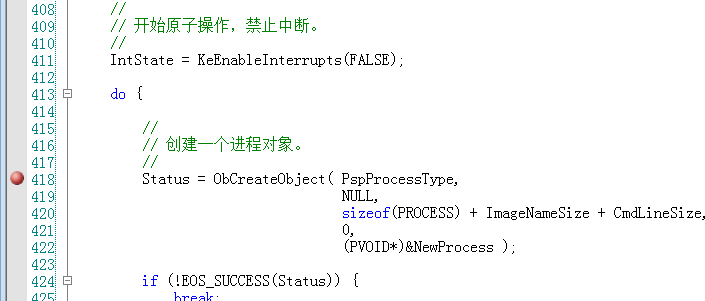 408 //
409 // 开始原子操作，禁止中断。
410 //
411 IntState = KeEnableInterrupts(FALSE);
412
413 do {
414
415 //
416 // 创建一个进程对象。
417 //
418 Status = ObCreateObject( PspProcessType,
419 NULL,
420 sizeof(PROCESS) + ImageNameSize + CmdLineSize,
421 0,
422 (PVOID*)&NewProcess );
423
424 if (!EOS_SUCCESS(Status)) {
425 break;